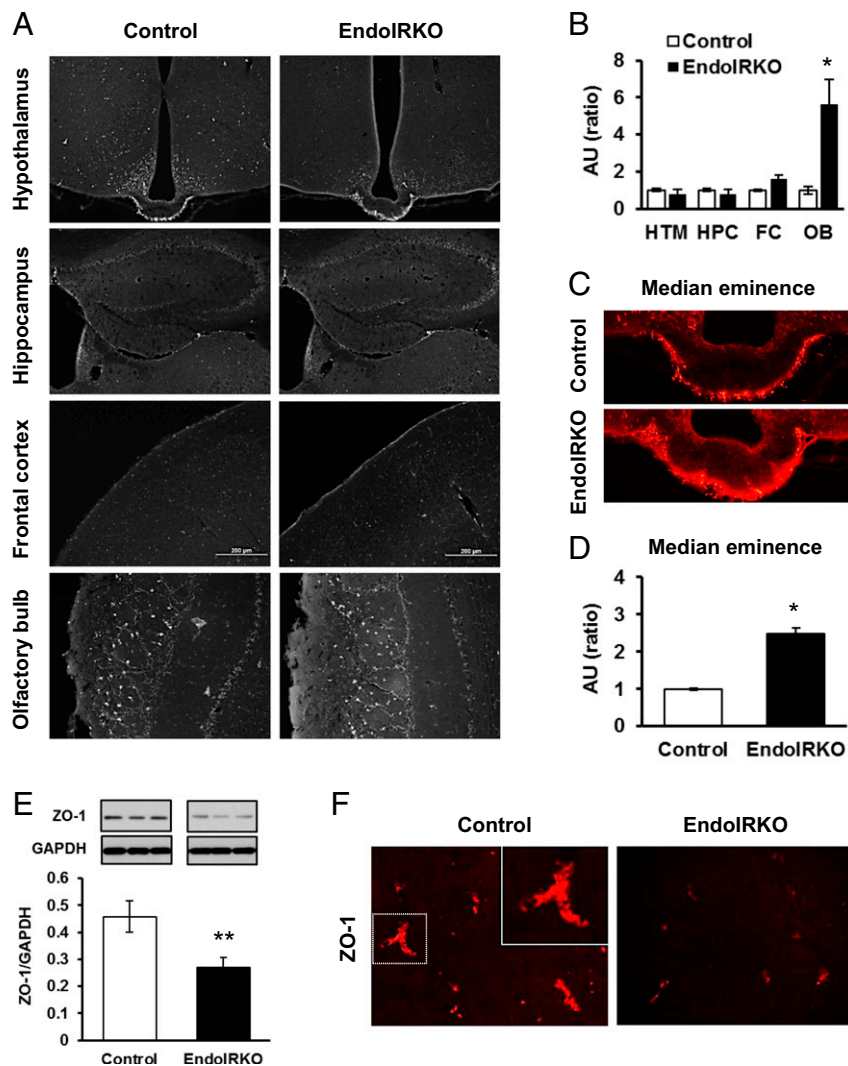 A
Control EndoIRKO
Hypothalamus
Hippocampus
Frontal cortex
200 µm 200 µm
Olfactory bulb
B
Control
EndoIRKO
AU (ratio)
8
6
4
2
0
*
HTM HPC FC OB
C
Median eminence
Control
EndoIRKO
D
Median eminence
AU (ratio)
4
3
2
1
0
*
Control EndoIRKO
E
ZO-1
GAPDH
ZO-1/GAPDH
0.6
0.5
0.4
0.3
0.2
0.1
0
**
Control EndoIRKO
F
Control EndoIRKO
ZO-1